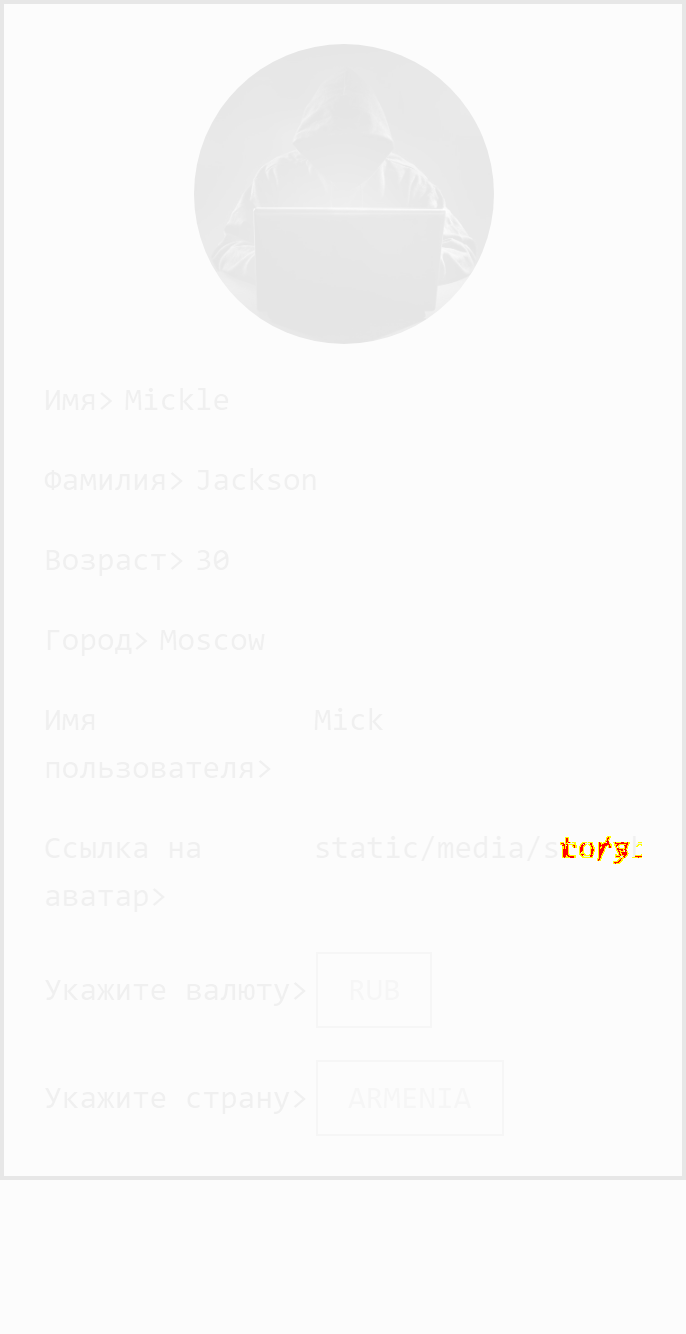 Имя> Mickle
Фамилия> Jackson
Возраст> 30
Город> Moscow
Имя Mick
пользователя>
Ссылка на static/media/
аватар>
Укажите валюту> RUB
Укажите страну> ARMENIA